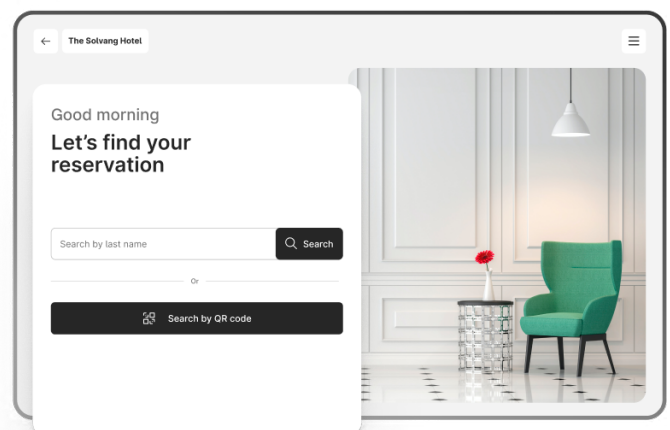 The Solvang Hotel
Good morning
Let’s find your
reservation
Search by last name
Search
Or
Search by QR code